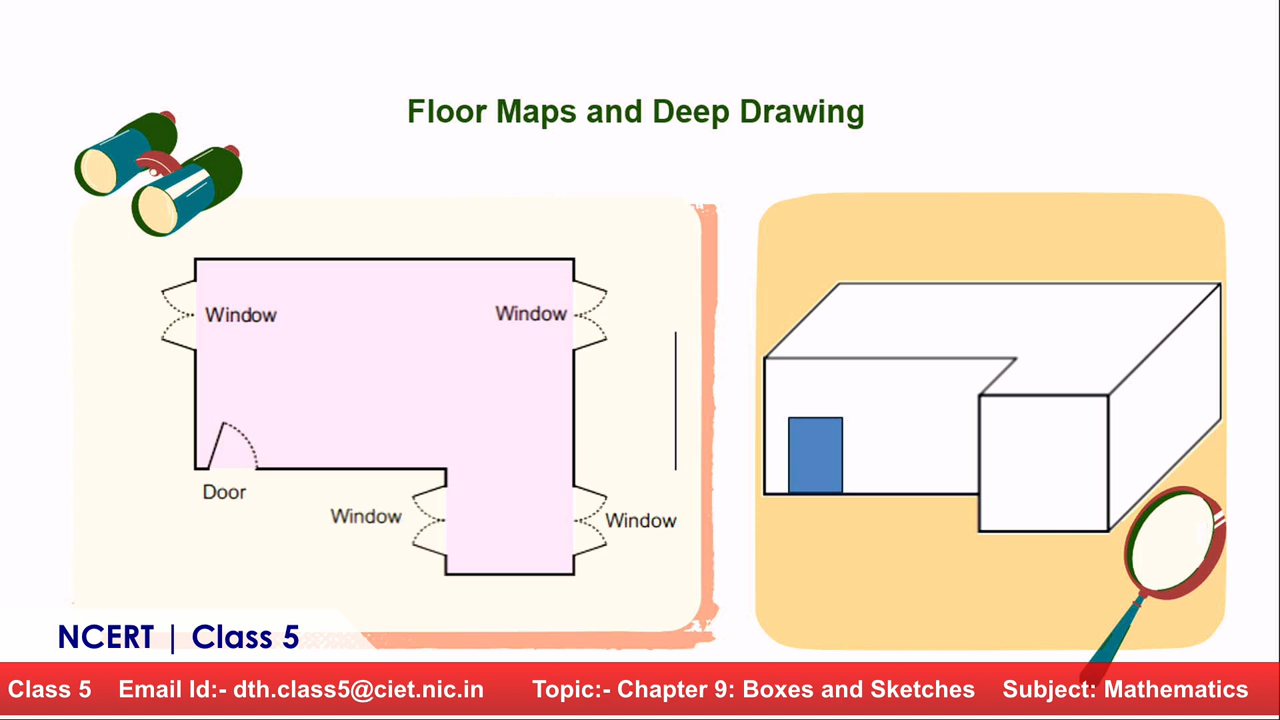 Floor Maps and Deep Drawing
Window
Window
Door
Window
Window
NCERT | Class 5
Class 5 Email Id:- dth.class5@ciet.nic.in Topic:- Chapter 9: Boxes and Sketches Subject: Mathematics